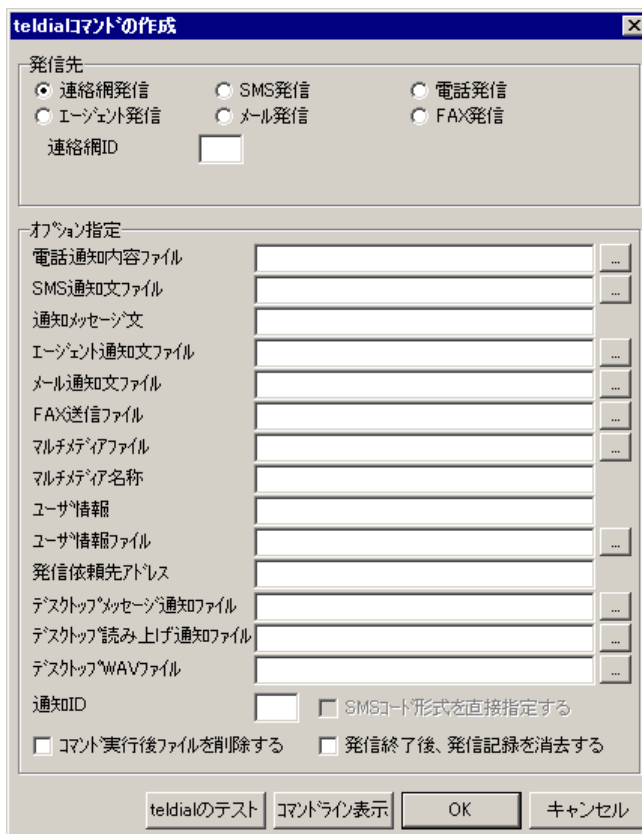 teldialｺﾏﾝﾄﾞの作成
発信先
連絡網発信 SMS発信 電話発信
ｴｰｼﾞｪﾝﾄ発信 ﾒｰﾙ発信 FAX発信
連絡網ID
ｵﾌﾟｼｮﾝ指定
電話通知内容ﾌｧｲﾙ ...
SMS通知文ﾌｧｲﾙ ...
通知ﾒｯｾｰｼﾞ文
ｴｰｼﾞｪﾝﾄ通知文ﾌｧｲﾙ ...
ﾒｰﾙ通知文ﾌｧｲﾙ ...
FAX送信ﾌｧｲﾙ ...
ﾏﾙﾁﾒﾃﾞｨｱﾌｧｲﾙ ...
ﾏﾙﾁﾒﾃﾞｨｱ名称
ﾕｰｻﾞ情報
ﾕｰｻﾞ情報ﾌｧｲﾙ ...
発信依頼先ｱﾄﾞﾚｽ
ﾃﾞｽｸﾄｯﾌﾟﾒｯｾｰｼﾞ通知ﾌｧｲﾙ ...
ﾃﾞｽｸﾄｯﾌﾟ読み上げ通知ﾌｧｲﾙ ...
ﾃﾞｽｸﾄｯﾌﾟWAVﾌｧｲﾙ ...
通知ID SMSｺｰﾄﾞ形式を直接指定する
ｺﾏﾝﾄﾞ実行後ﾌｧｲﾙを削除する 発信終了後、発信記録を消去する
teldialのテスト ｺﾏﾝﾄﾞﾗｲﾝ表示 OK キャンセル